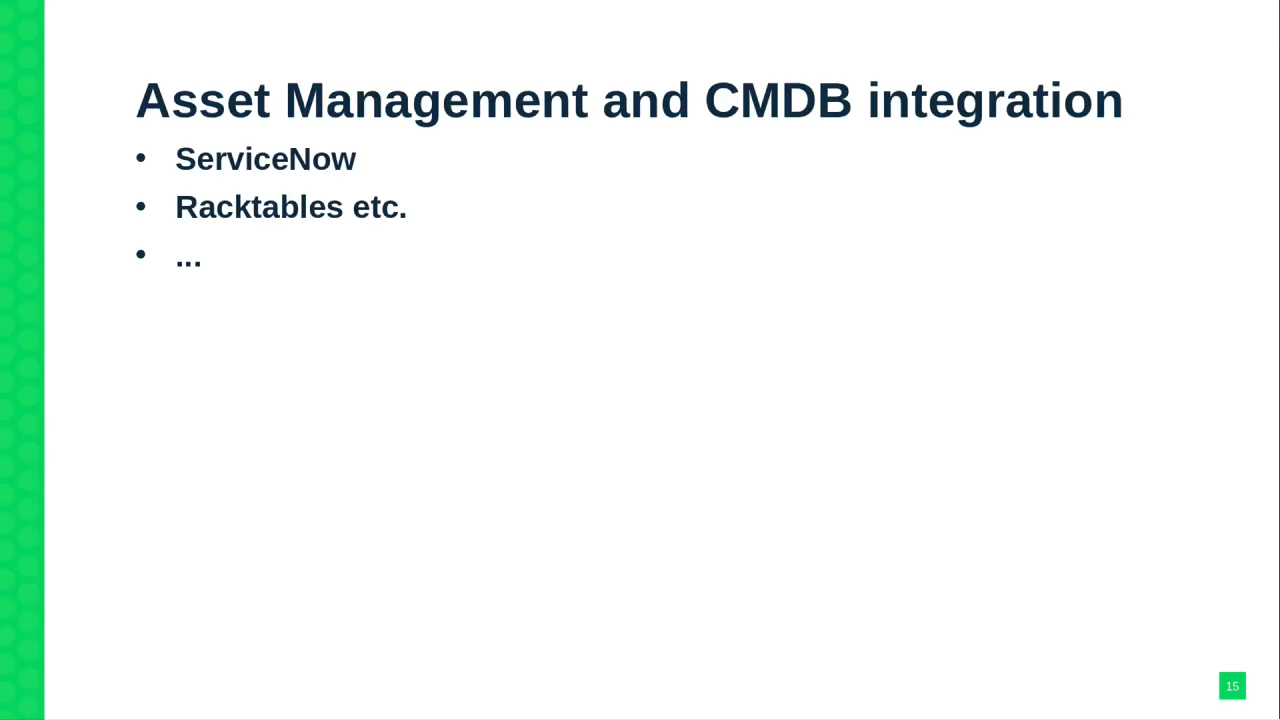 Asset Management and CMDB integration
• ServiceNow
• Racktables etc.
• ...
15